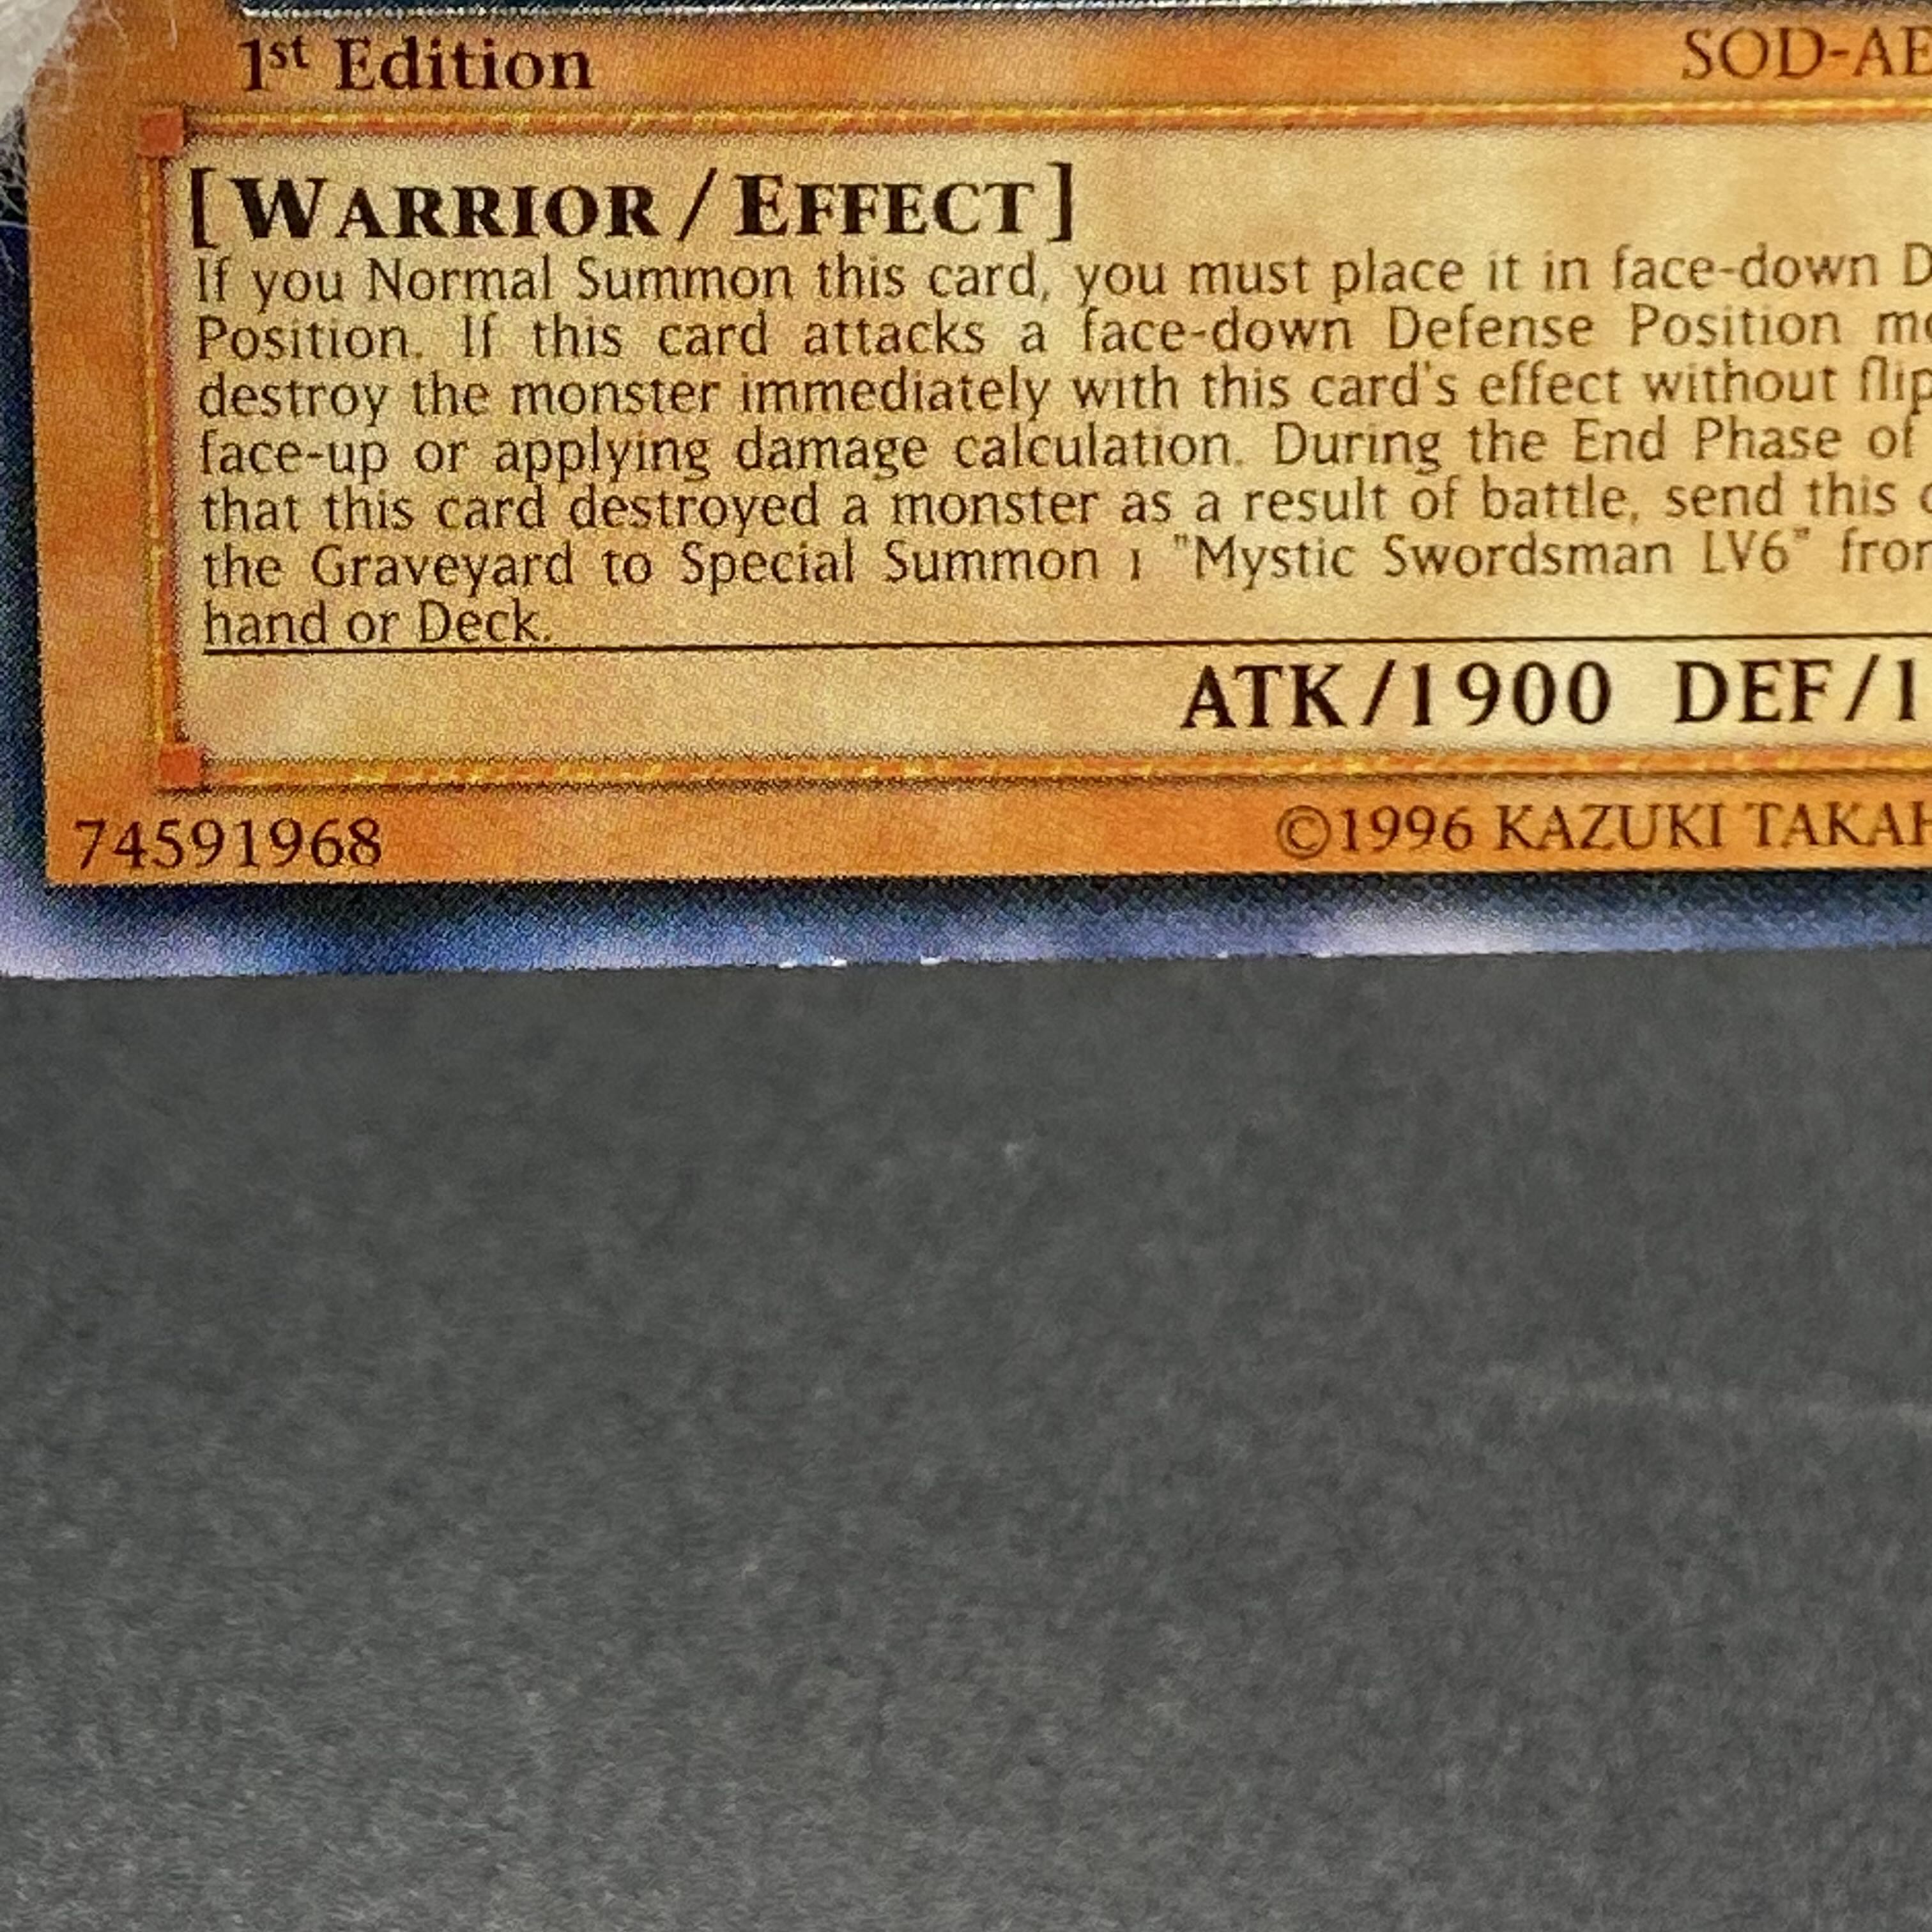 1st Edition SOD-AE
[WARRIOR/EFFECT]
If you Normal Summon this card, you must place it in face-down
Position. If this card attacks a face-down Defense Position
destroy the monster immediately with this card's effect without
face-up or applying damage calculation. During the End Phase of
that this card destroyed a monster as a result of battle, send this
the Graveyard to Special Summon 1 "Mystic Swordsman LV6"
hand or Deck.
ATK/1900 DEF/1
74591968 ©1996 KAZUKI